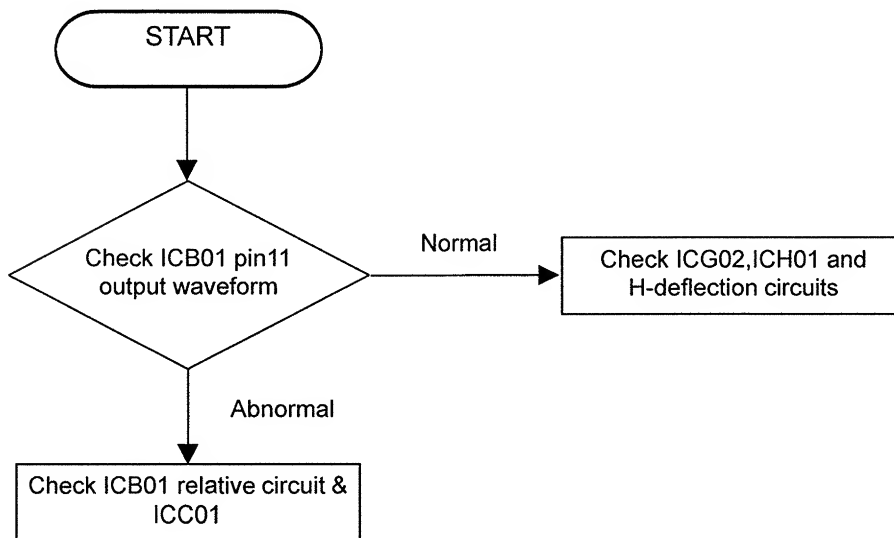 START
Check ICB01 pin11
output waveform
Normal
Check ICG02,ICH01 and
H-deflection circuits
Abnormal
Check ICB01 relative circuit &
ICC01